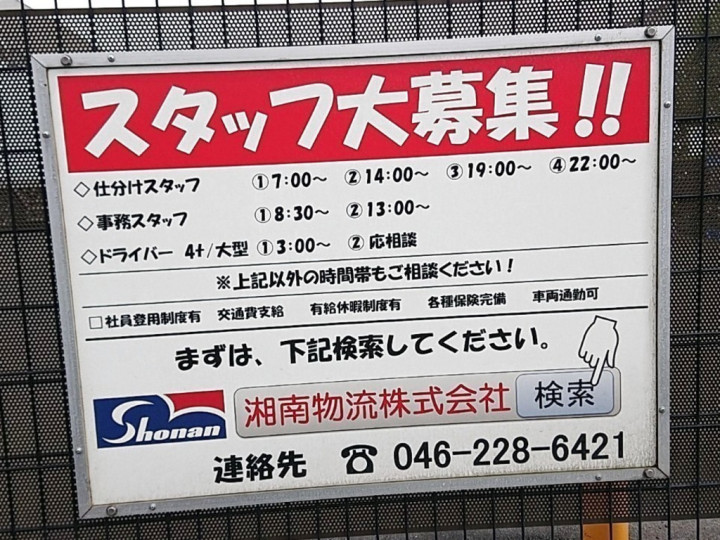 スタッフ大募集!!
◇仕分けスタッフ ①7:00～ ②14:00～ ③19:00～ ④22:00～
◇事務スタッフ ①8:30～ ②13:00～
◇ドライバー 4t/大型 ①3:00～ ②応相談
※上記以外の時間帯もご相談ください!
□社員登用制度有 交通費支給 有給休暇制度有 各種保険完備 車両通勤可
まずは、下記検索してください。
Shonan 湘南物流株式会社 検索
連絡先 ☎ 046-228-6421